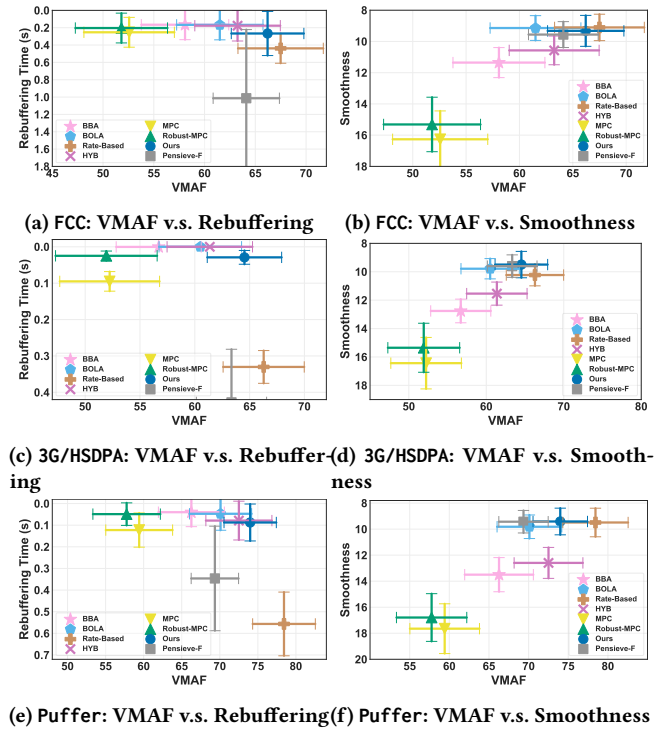 0.0
0.2
0.4
0.6
0.8
1.0
1.2
1.4
1.6
1.8
Rebuffering Time (s)
BBA
BOLA
Rate-Based
HYB
MPC
Robust-MPC
Ours
Pensieve-F
45 50 55 60 65 70
VMAF
8
10
12
14
16
18
Smoothness
BBA
BOLA
Rate-Based
HYB
MPC
Robust-MPC
Ours
Pensieve-F
50 55 60 65 70
VMAF
(a) FCC: VMAF v.s. Rebuffering
(b) FCC: VMAF v.s. Smoothness
0.0
0.1
0.2
0.3
0.4
Rebuffering Time (s)
BBA
BOLA
Rate-Based
HYB
MPC
Robust-MPC
Ours
Pensieve-F
50 55 60 65 70
VMAF
8
10
12
14
16
18
Smoothness
BBA
BOLA
Rate-Based
HYB
MPC
Robust-MPC
Ours
Pensieve-F
50 60 70 80
VMAF
(c) 3G/HSDPA: VMAF v.s. Rebuffer-
ing
(d) 3G/HSDPA: VMAF v.s. Smooth-
ness
0.0
0.1
0.2
0.3
0.4
0.5
0.6
0.7
Rebuffering Time (s)
BBA
BOLA
Rate-Based
HYB
MPC
Robust-MPC
Ours
Pensieve-F
50 55 60 65 70 75 80
VMAF
8
10
12
14
16
18
20
Smoothness
BBA
BOLA
Rate-Based
HYB
MPC
Robust-MPC
Ours
Pensieve-F
50 55 60 65 70 75 80
VMAF
(e) Puffer: VMAF v.s. Rebuffering
(f) Puffer: VMAF v.s. Smoothness